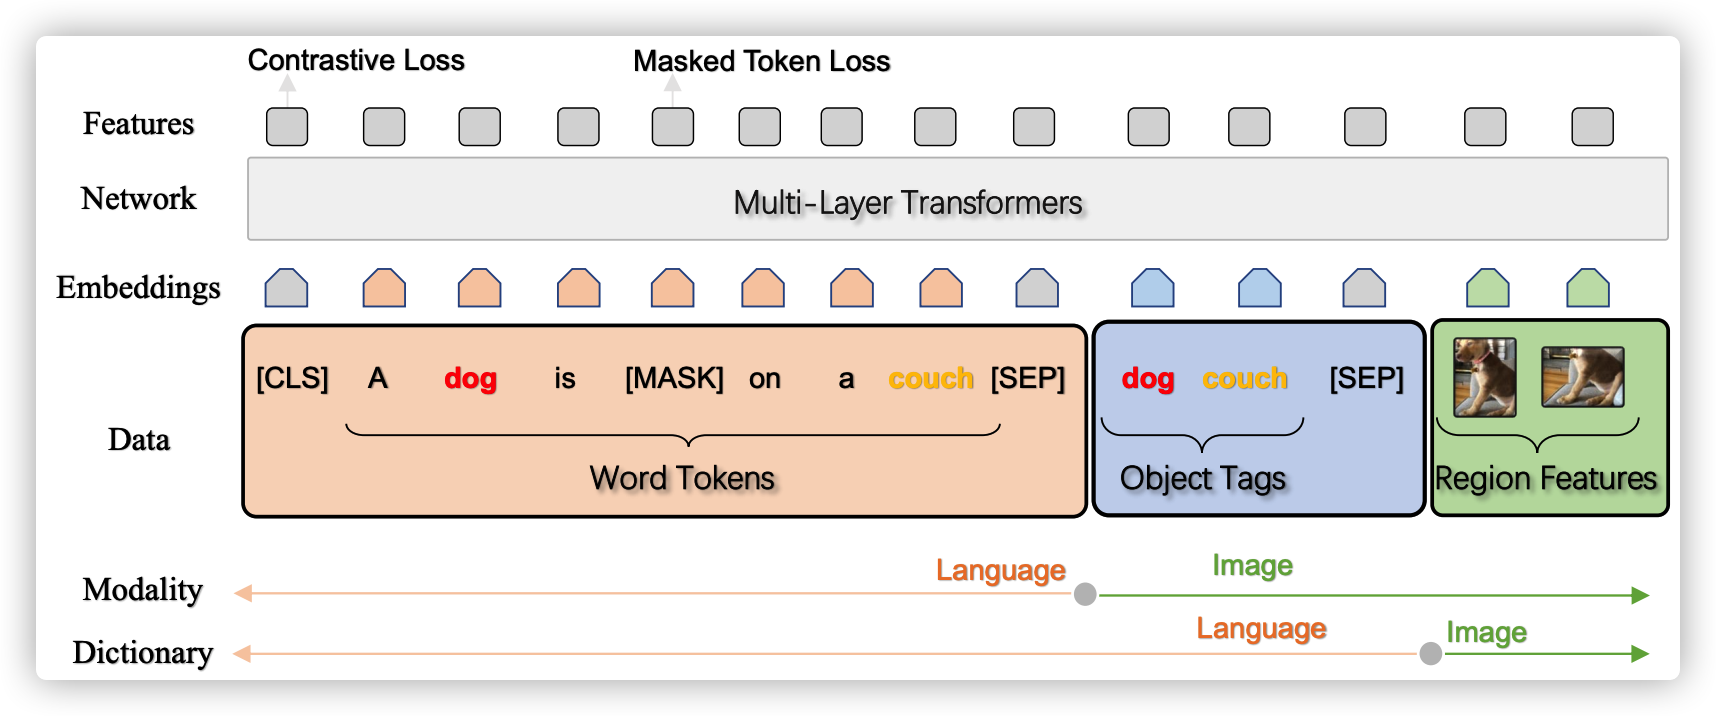 Contrastive Loss
Masked Token Loss
Features
Network
Multi-Layer Transformers
Embeddings
[CLS] A dog is [MASK] on a couch [SEP] dog couch [SEP]
Data
Word Tokens
Object Tags
Region Features
Modality
Language
Image
Dictionary
Language
Image